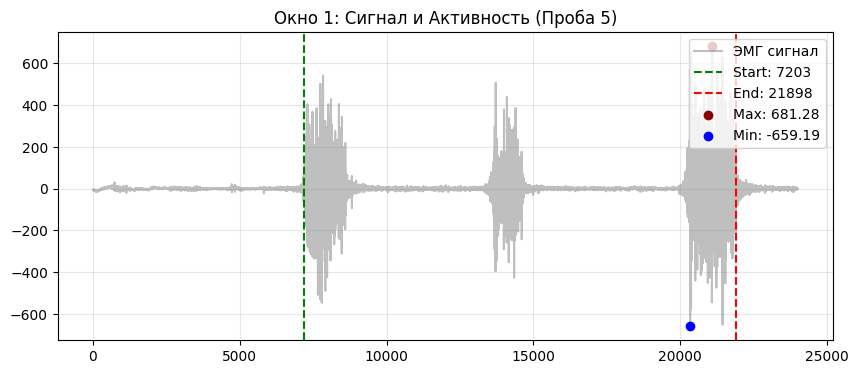 Окно 1: Сигнал и Активность (Проба 5)
ЭМГ сигнал
Start: 7203
End: 21898
Max: 681.28
Min: -659.19
600
400
200
0
−200
−400
−600
0 5000 10000 15000 20000 25000